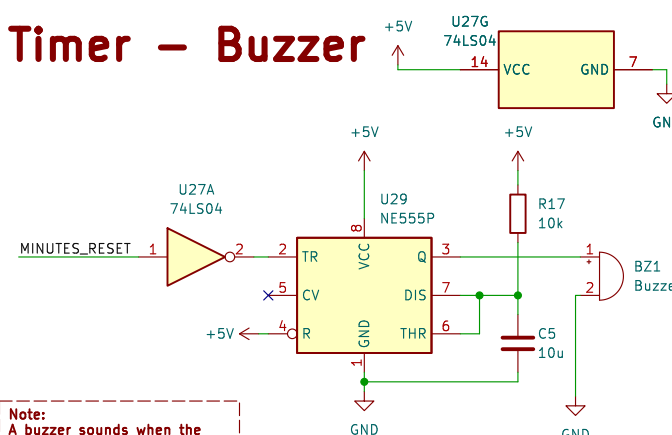 Timer – Buzzer
+5V
U27G
74LS04
14
VCC
GND
7
GN
+5V
+5V
U27A
74LS04
U29
NE555P
R17
10k
MINUTES_RESET
1
2
2
TR
8
VCC
Q
3
1
+
BZ1
Buzze
5
CV
DIS
7
2
+5V
4
R
GND
THR
6
C5
10u
1
GND
GND
Note:
A buzzer sounds when the